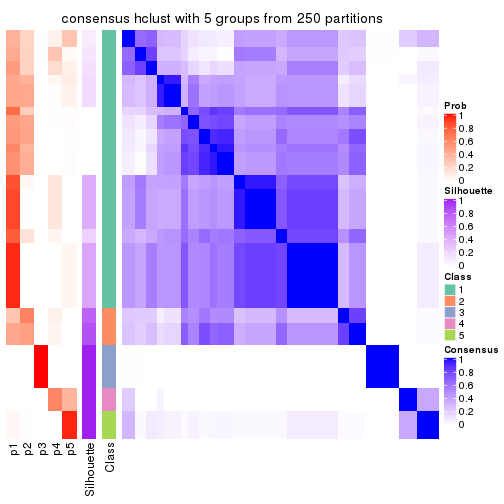 consensus hclust with 5 groups from 250 partitions
Prob
1
0.8
0.6
0.4
0.2
0
Silhouette
1
0.8
0.6
0.4
0.2
0
Class
1
2
3
4
5
Consensus
1
0.8
0.6
0.4
0.2
0
p1
p2
p3
p4
p5
Silhouette
Class